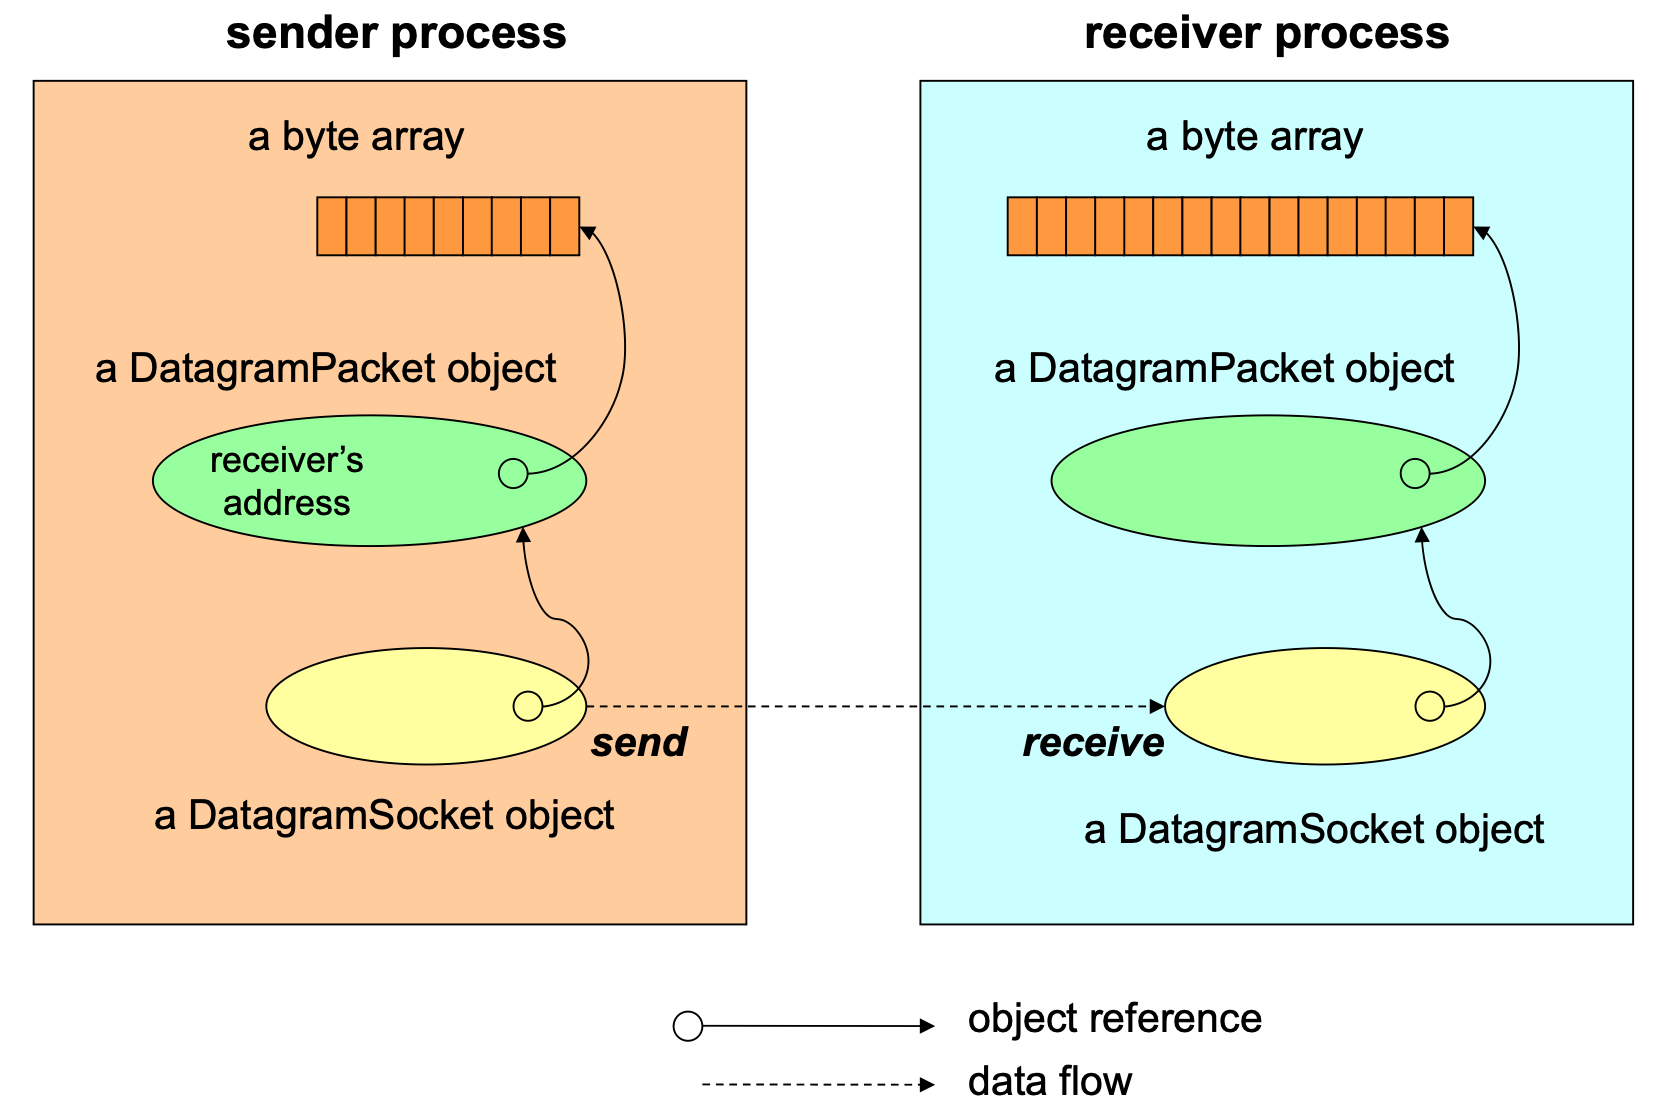 sender process
receiver process
a byte array
a byte array
a DatagramPacket object
a DatagramPacket object
receiver’s
address
send
receive
a DatagramSocket object
a DatagramSocket object
object reference
data flow